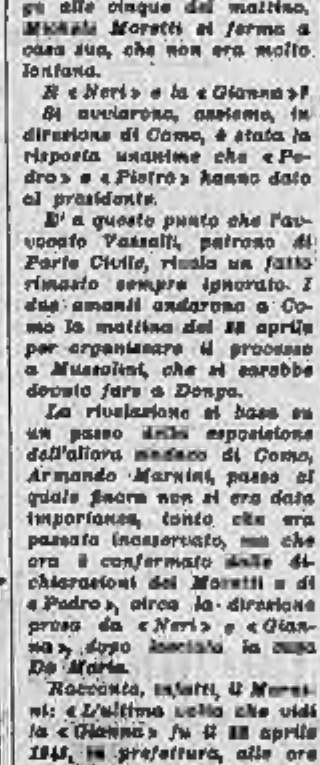 alle cinque del mattino.
Michele Moretti si ferma a
casa sua, che non era molto
lontana.
E « Neri » e la « Gianna »?
Si avviarono, assieme, in
direzione di Como, è stata la
risposta unanime che « Pe-
dro » e « Pietro » hanno dato
al presidente.
E' a questo punto che l'av-
vocato Vassalli, patrono di
Parte Civile, rivela un fatto
rimasto sempre ignorato. I
due amanti andarono a Co-
mo la mattina del aprile
per organizzare il processo
a Mussolini, che si sarebbe
dovuto fare a Dongo.
La rivelazione si basa su
un passo della esposizione
dell'allora sindaco di Como,
Armando Marnini, passo al
quale finora non si era data
importanza, tanto che era
passato inosservato, ma che
ora è confermato dalle di-
chiarazioni del Moretti e di
« Pedro », circa la direzione
presa da « Neri » e « Gian-
na », dopo lasciata la casa
De Maria.
Racconta, infatti, il Marni-
ni: « L'ultima volta che vidi
la « Gianna » fu il aprile
1945, in prefettura, alle ore